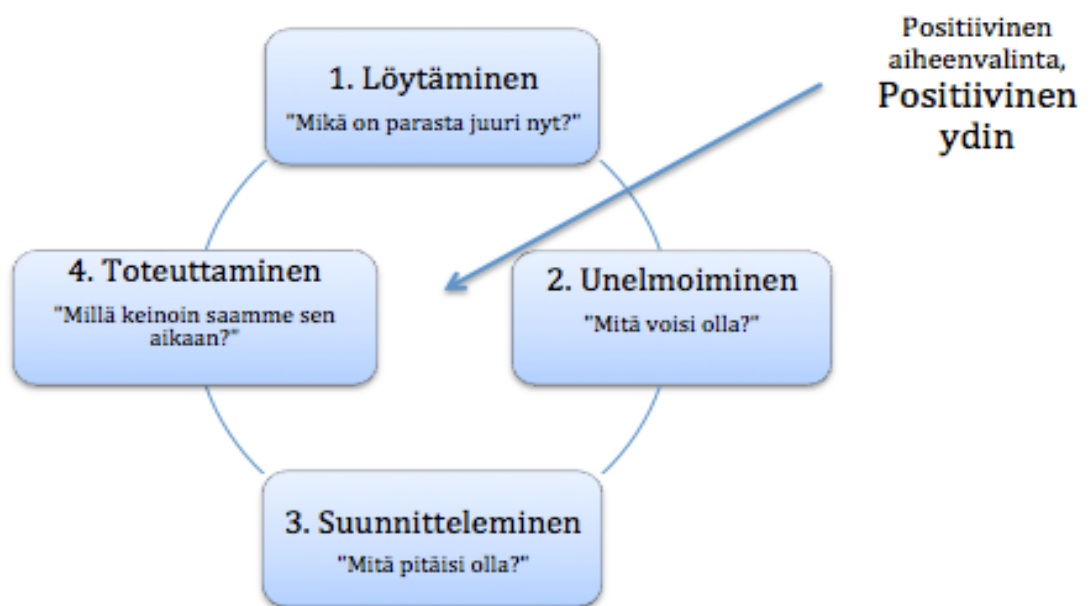 1. Löytäminen
"Mikä on parasta juuri nyt?"
Positiivinen
aiheenvalinta,
Positiivinen
ydin
2. Unelmoiminen
"Mitä voisi olla?"
3. Suunnitteleminen
"Mitä pitäisi olla?"
4. Toteuttaminen
"Millä keinoin saamme sen
aikaan?"